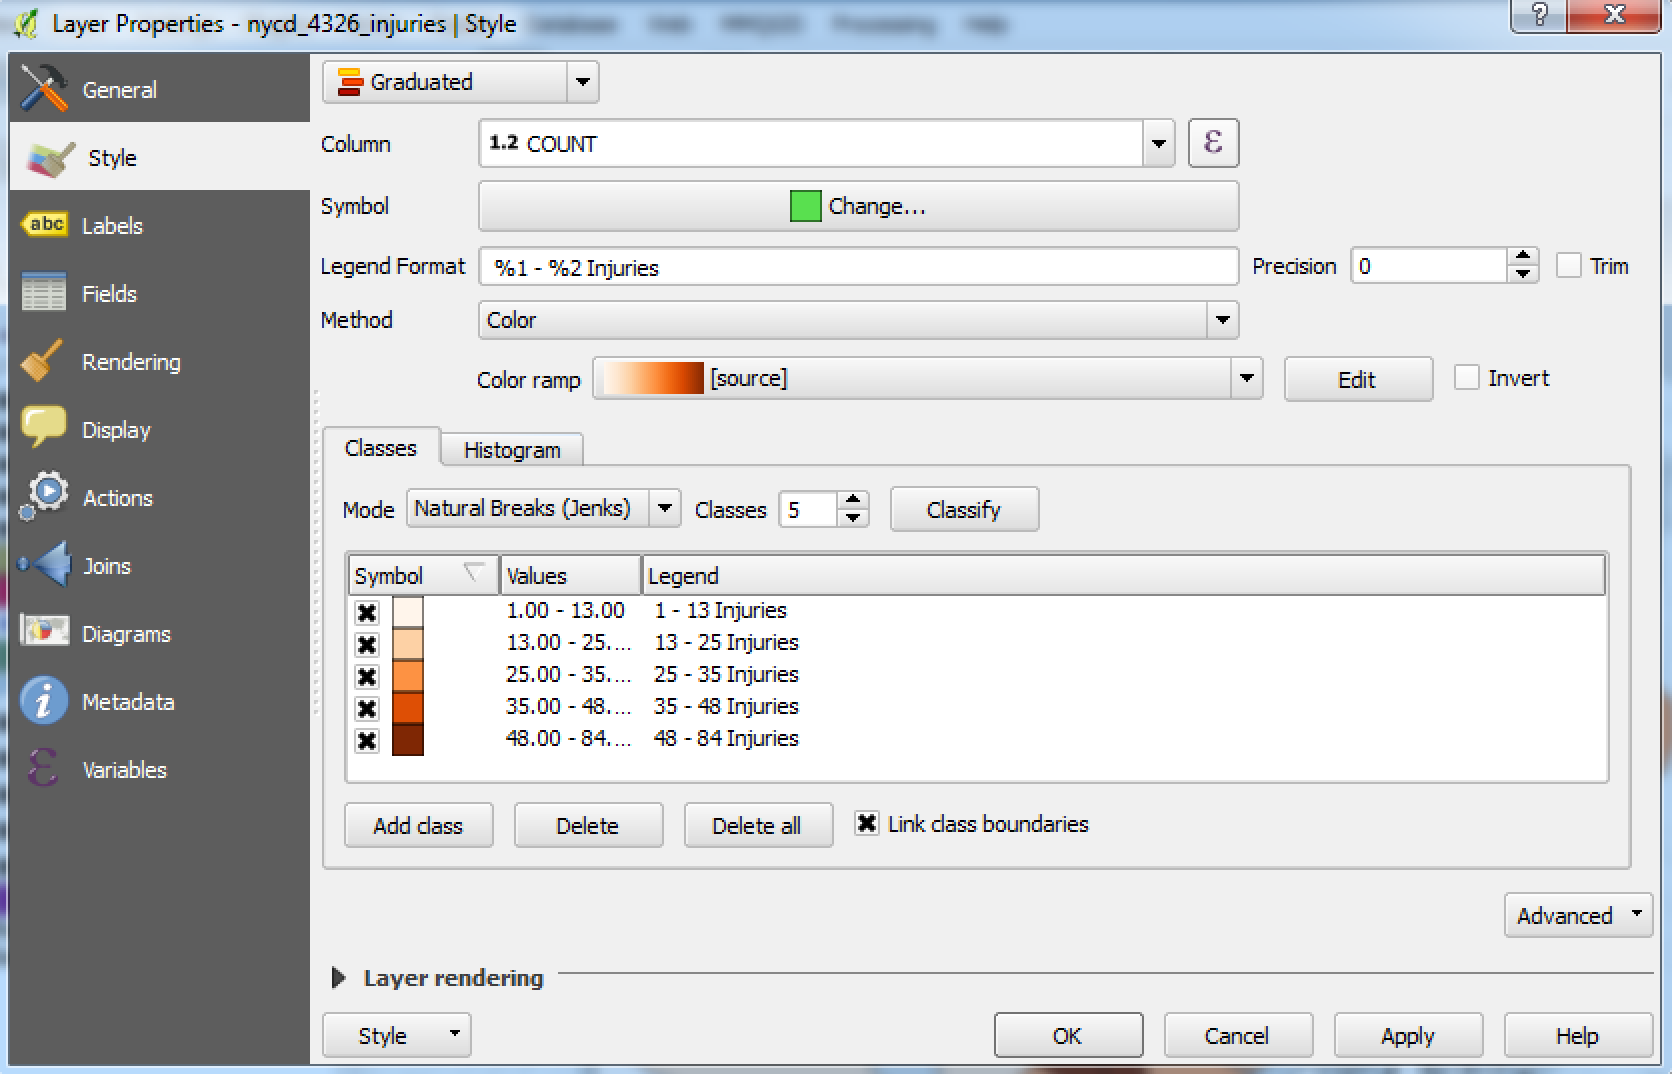 Layer Properties - nycd_4326_injuries | Style
General
Style
Labels
Fields
Rendering
Display
Actions
Joins
Diagrams
Metadata
Variables
Graduated
Column 1.2 COUNT ε
Symbol Change...
Legend Format %1 - %2 Injuries Precision 0 Trim
Method Color
Color ramp [source] Edit Invert
Classes Histogram
Mode Natural Breaks (Jenks) Classes 5 Classify
Symbol Values Legend
1.00 - 13.00 1 - 13 Injuries
13.00 - 25.... 13 - 25 Injuries
25.00 - 35.... 25 - 35 Injuries
35.00 - 48.... 35 - 48 Injuries
48.00 - 84.... 48 - 84 Injuries
Add class Delete Delete all Link class boundaries
Advanced
Layer rendering
Style OK Cancel Apply Help